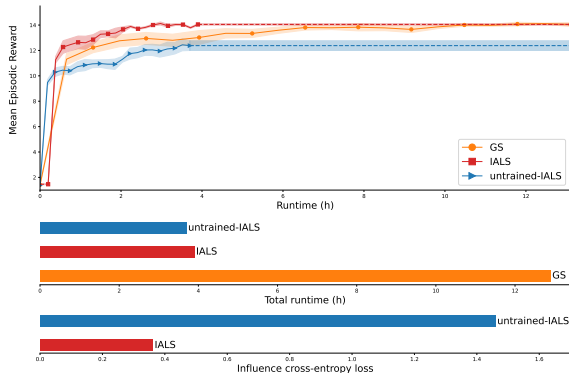 Mean Episodic Reward
14
12
10
8
6
4
2
0 2 4 6 8 10 12
Runtime (h)
GS
IALS
untrained-IALS
untrained-IALS
IALS
GS
0 2 4 6 8 10 12
Total runtime (h)
untrained-IALS
IALS
0.0 0.2 0.4 0.6 0.8 1.0 1.2 1.4 1.6
Influence cross-entropy loss